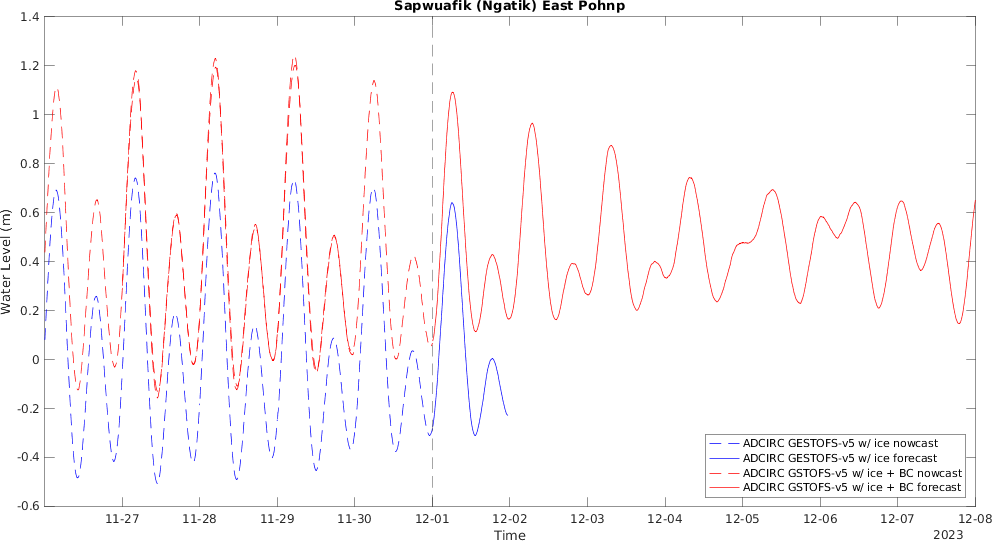 Sapwuafik (Ngatik) East Pohnp
1.4
1.2
1
0.8
0.6
0.4
0.2
0
-0.2
-0.4
-0.6
Water Level (m)
ADCIRC GESTOFS-v5 w/ ice nowcast
ADCIRC GESTOFS-v5 w/ ice forecast
ADCIRC GSTOFS-v5 w/ ice + BC nowcast
ADCIRC GSTOFS-v5 w/ ice + BC forecast
11-27 11-28 11-29 11-30 12-01 12-02 12-03 12-04 12-05 12-06 12-07 12-08
Time
2023